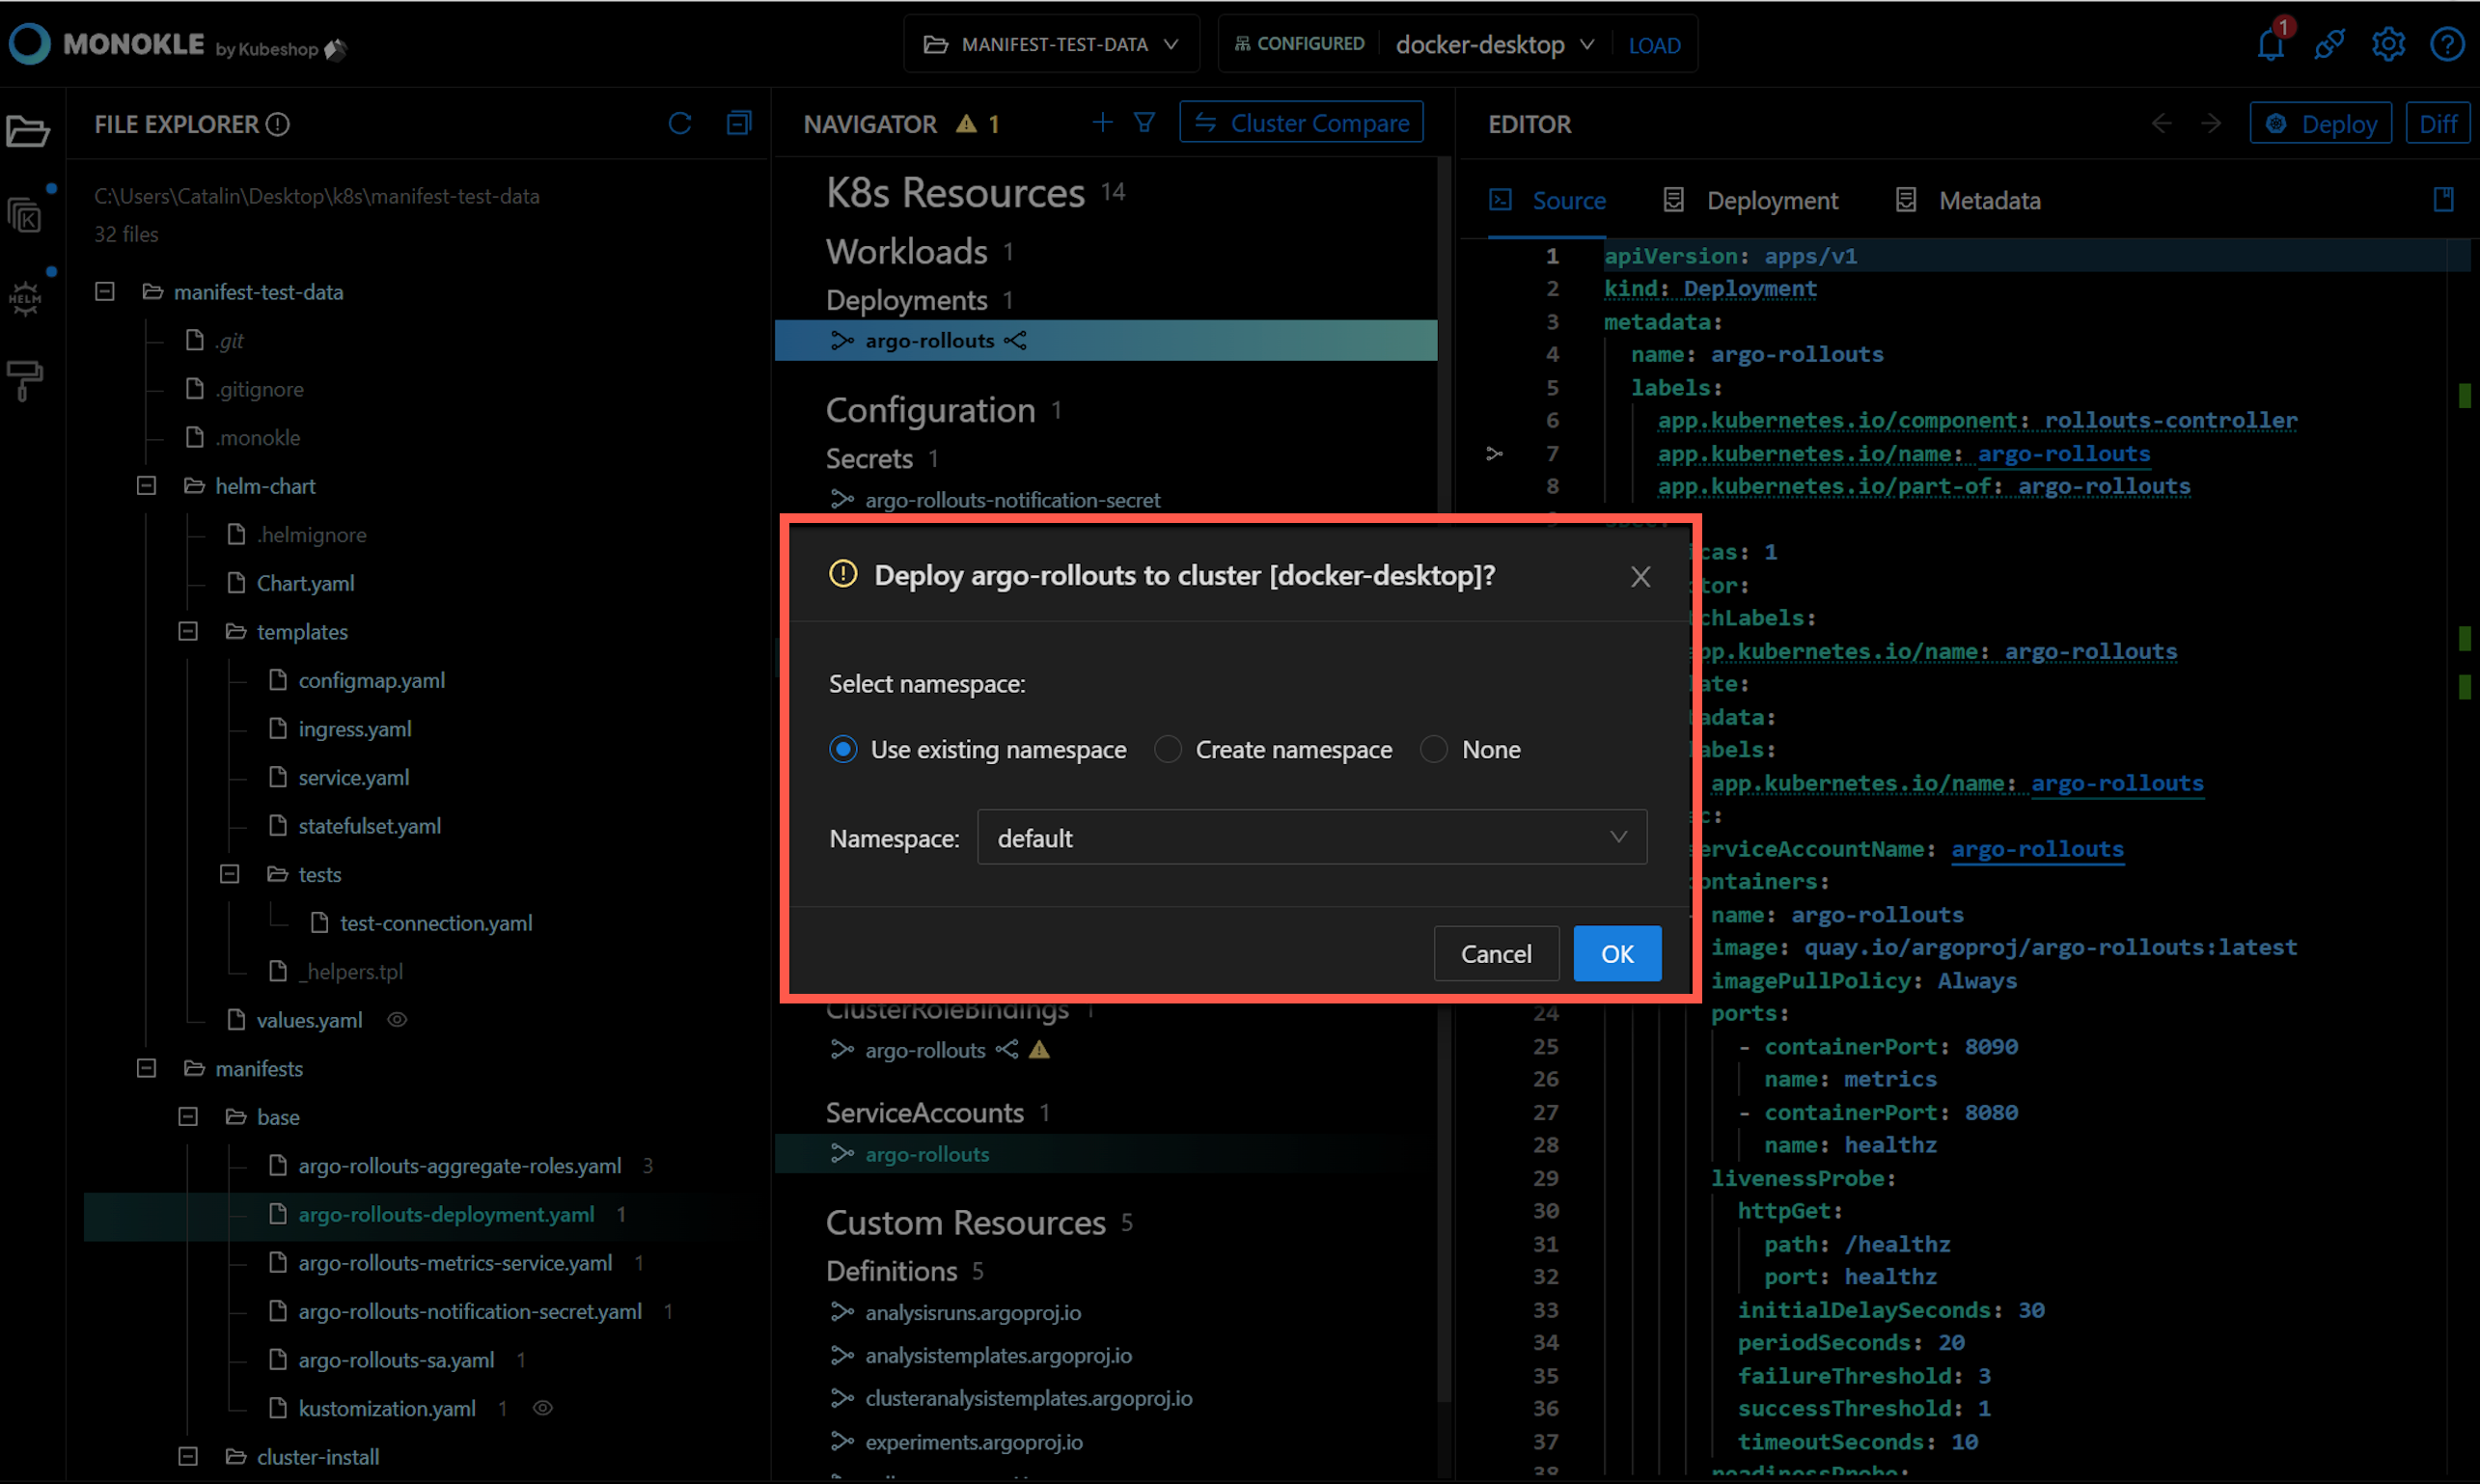 MONOKLE by Kubeshop
MANIFEST-TEST-DATA
CONFIGURED docker-desktop LOAD
1
FILE EXPLORER
C:\Users\Catalin\Desktop\k8s\manifest-test-data
32 files
manifest-test-data
.git
.gitignore
.monokle
helm-chart
.helmignore
Chart.yaml
templates
configmap.yaml
ingress.yaml
service.yaml
statefulset.yaml
tests
test-connection.yaml
_helpers.tpl
values.yaml
manifests
base
argo-rollouts-aggregate-roles.yaml 3
argo-rollouts-deployment.yaml 1
argo-rollouts-metrics-service.yaml 1
argo-rollouts-notification-secret.yaml 1
argo-rollouts-sa.yaml 1
kustomization.yaml 1
cluster-install
K
HELM
NAVIGATOR 1
Cluster Compare
K8s Resources 14
Workloads 1
Deployments 1
argo-rollouts
Configuration 1
Secrets 1
argo-rollouts-notification-secret
Deploy argo-rollouts to cluster [docker-desktop]?
Select namespace:
Use existing namespace Create namespace None
Namespace: default
Cancel OK
ClusterRoleBindings 1
argo-rollouts
ServiceAccounts 1
argo-rollouts
Custom Resources 5
Definitions 5
analysisruns.argoproj.io
analysistemplates.argoproj.io
clusteranalysistemplates.argoproj.io
experiments.argoproj.io
EDITOR
Deploy Diff
Source Deployment Metadata
1 apiVersion: apps/v1
2 kind: Deployment
3 metadata:
4 name: argo-rollouts
5 labels:
6 app.kubernetes.io/component: rollouts-controller
7 app.kubernetes.io/name: argo-rollouts
8 app.kubernetes.io/part-of: argo-rollouts
icas: 1
tor:
chLabels:
app.kubernetes.io/name: argo-rollouts
ate:
adata:
abels:
app.kubernetes.io/name: argo-rollouts
c:
erviceAccountName: argo-rollouts
ontainers:
name: argo-rollouts
image: quay.io/argoproj/argo-rollouts:latest
imagePullPolicy: Always
24 ports:
25 - containerPort: 8090
26 name: metrics
27 - containerPort: 8080
28 name: healthz
29 livenessProbe:
30 httpGet:
31 path: /healthz
32 port: healthz
33 initialDelaySeconds: 30
34 periodSeconds: 20
35 failureThreshold: 3
36 successThreshold: 1
37 timeoutSeconds: 10
38 readinessProbe: